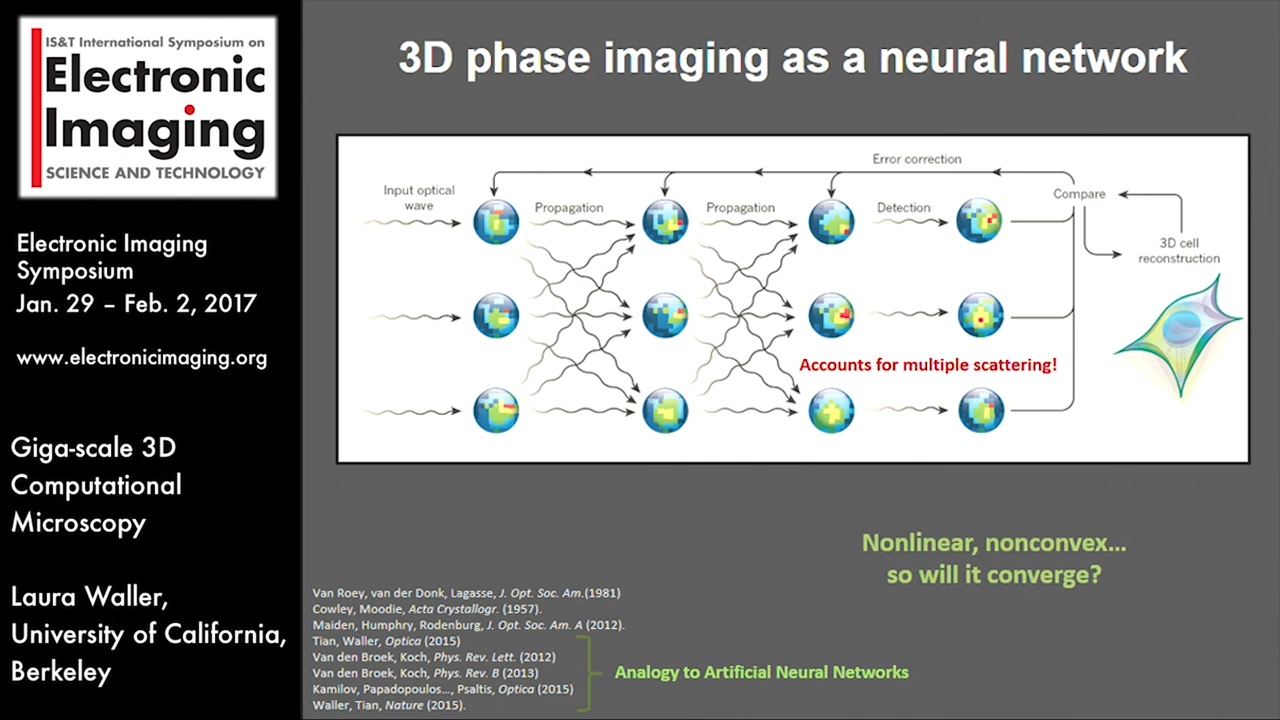 IS&T International Symposium on
Electronic
Imaging
SCIENCE AND TECHNOLOGY
Electronic Imaging
Symposium
Jan. 29 – Feb. 2, 2017
www.electronicimaging.org
Giga-scale 3D
Computational
Microscopy
Laura Waller,
University of California,
Berkeley
3D phase imaging as a neural network
Error correction
Input optical
wave
Propagation
Propagation
Detection
Compare
3D cell
reconstruction
Accounts for multiple scattering!
Nonlinear, nonconvex...
so will it converge?
Van Roey, van der Donk, Lagasse, J. Opt. Soc. Am.(1981)
Cowley, Moodie, Acta Crystallogr. (1957).
Maiden, Humphry, Rodenburg, J. Opt. Soc. Am. A (2012).
Tian, Waller, Optica (2015)
Van den Broek, Koch, Phys. Rev. Lett. (2012)
Van den Broek, Koch, Phys. Rev. B (2013)
Kamilov, Papadopoulos..., Psaltis, Optica (2015)
Waller, Tian, Nature (2015).
Analogy to Artificial Neural Networks